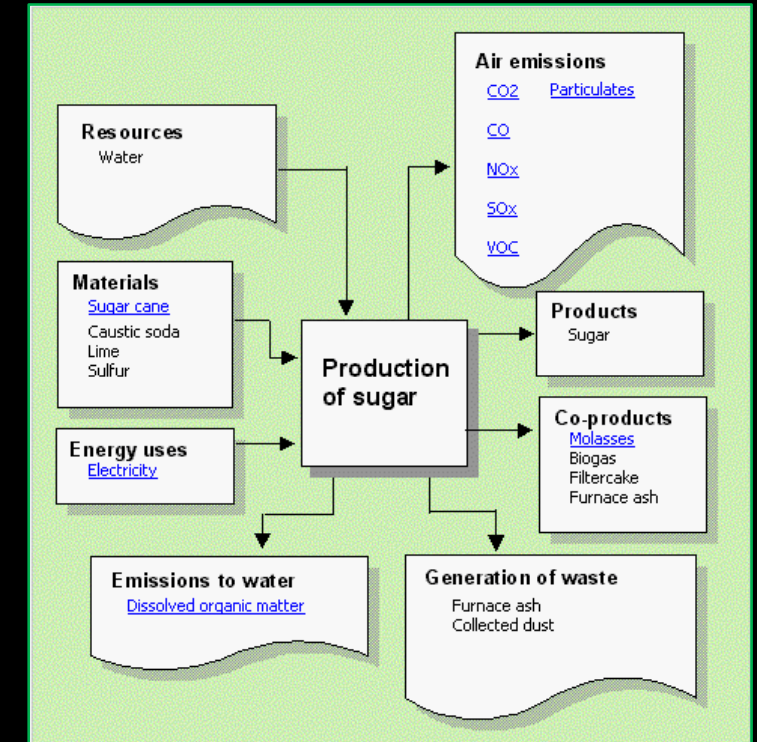 Resources
Water
Air emissions
CO2 Particulates
CO
NOx
SOx
VOC
Materials
Sugar cane
Caustic soda
Lime
Sulfur
Production
of sugar
Products
Sugar
Co-products
Molasses
Biogas
Filtercake
Furnace ash
Energy uses
Electricity
Emissions to water
Dissolved organic matter
Generation of waste
Furnace ash
Collected dust